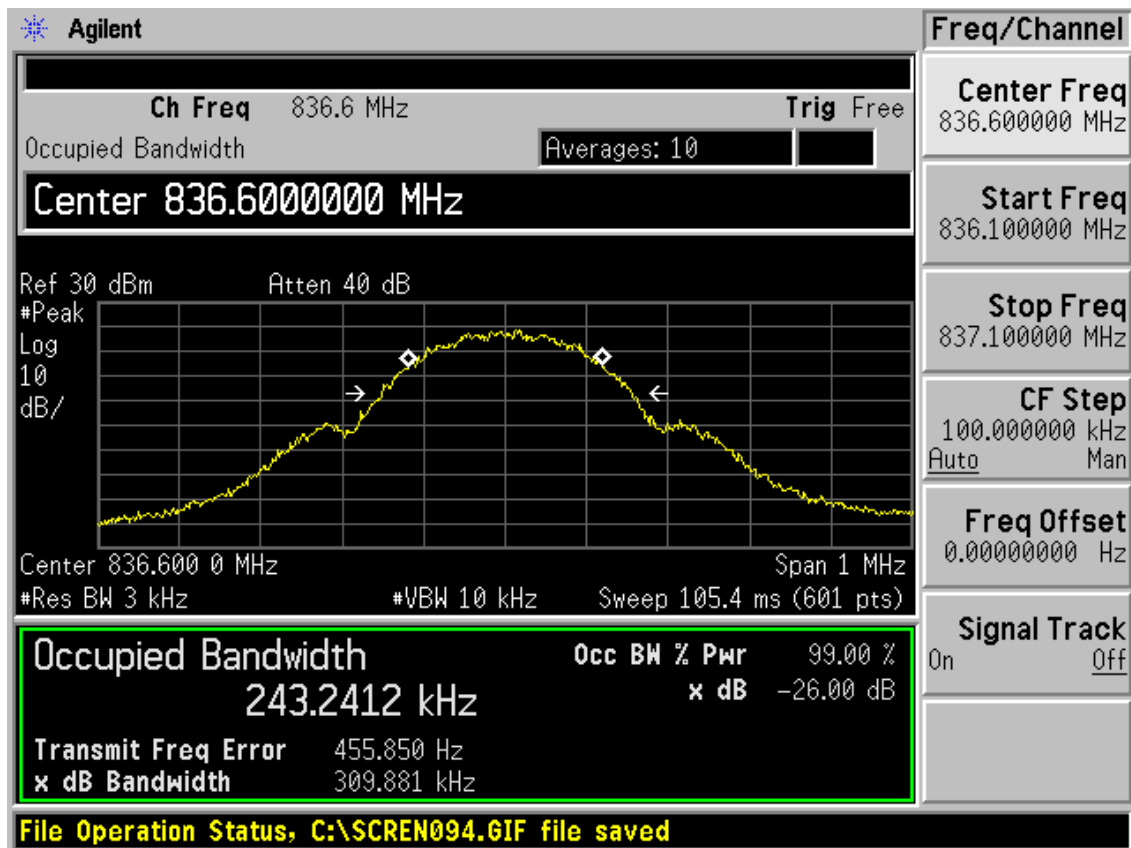 Agilent
Ch Freq 836.6 MHz Trig Free
Occupied Bandwidth Averages: 10
Center 836.6000000 MHz
Ref 30 dBm Atten 40 dB
#Peak
Log
10
dB/
Center 836.600 0 MHz Span 1 MHz
#Res BW 3 kHz #VBW 10 kHz Sweep 105.4 ms (601 pts)
Occupied Bandwidth Occ BW % Pwr 99.00 %
243.2412 kHz x dB -26.00 dB
Transmit Freq Error 455.850 Hz
x dB Bandwidth 309.881 kHz
File Operation Status, C:\SCREN094.GIF file saved
Freq/Channel
Center Freq
836.600000 MHz
Start Freq
836.100000 MHz
Stop Freq
837.100000 MHz
CF Step
100.000000 kHz
Auto Man
Freq Offset
0.00000000 Hz
Signal Track
On Off